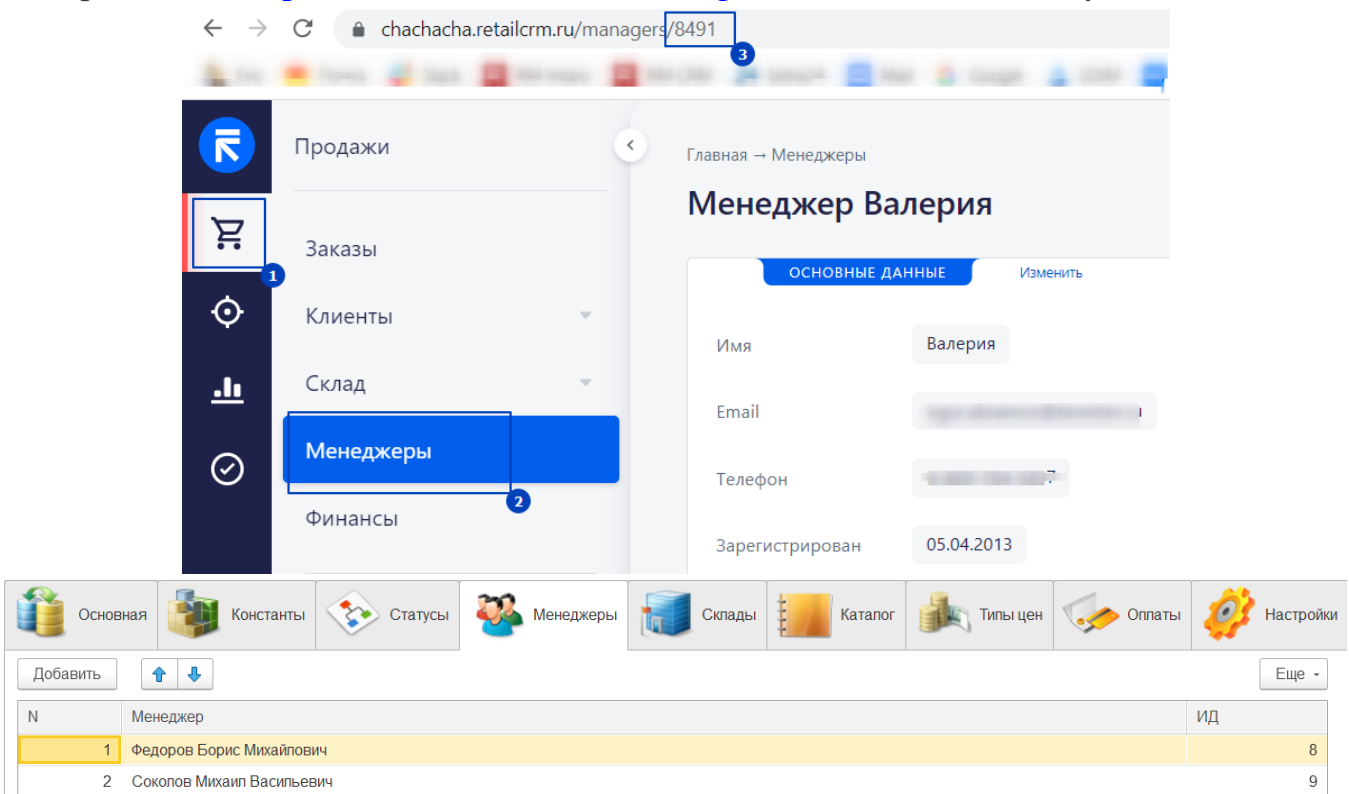 chachacha.retailcrm.ru/managers/8491
3
Продажи
Главная → Менеджеры
Менеджер Валерия
1
Заказы
ОСНОВНЫЕ ДАННЫЕ Изменить
Клиенты
Имя Валерия
Склад
Email
Менеджеры
2
Телефон 7
Финансы
Зарегистрирован 05.04.2013
Основная Константы Статусы Менеджеры Склады Каталог Типы цен Оплаты Настройки
Добавить Еще
N Менеджер ИД
1 Федоров Борис Михайлович 8
2 Соколов Михаил Васильевич 9